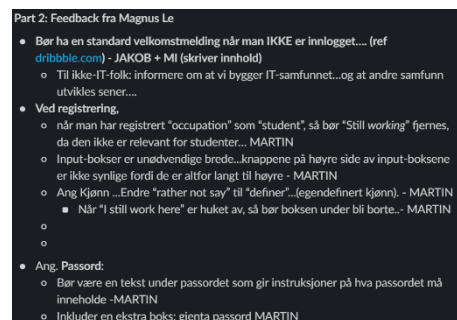 Part 2: Feedback fra Magnus Le
Bør ha en standard velkomstmelding når man IKKE er innlogget.... (ref
dribbble.com) - JAKOB + MI (skriver innhold)
Til ikke-IT-folk: informere om at vi bygger IT-samfunnet...og at andre samfunn
utvikles sener....
Ved registrering,
når man har registrert “occupation” som “student”, så bør “Still working” fjernes,
da den ikke er relevant for studenter... MARTIN
Input-bokser er unødvendige brede...knappene på høyre side av input-boksene
er ikke synlige fordi de er altfor langt til høyre - MARTIN
Ang Kjønn ...Endre “rather not say” til “definer”...(egendefinert kjønn). - MARTIN
Når “I still work here” er huket av, så bør boksen under bli borte..- MARTIN
Ang. Passord:
Bør være en tekst under passordet som gir instruksjoner på hva passordet må
inneholde -MARTIN
Inkluder en ekstra boks: gjenta passord MARTIN